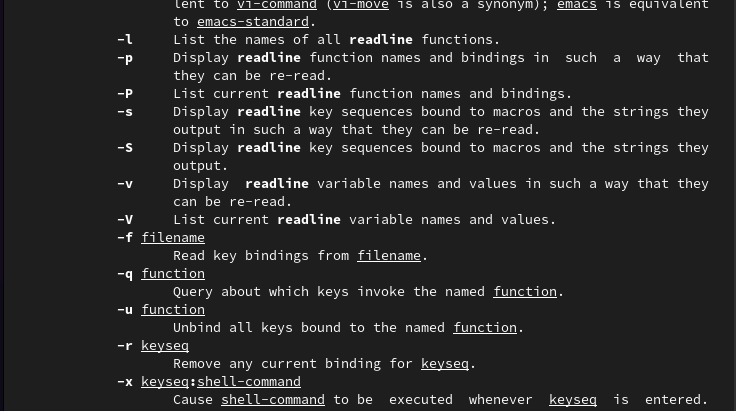 lent to vi-command (vi-move is also a synonym); emacs is equivalent
to emacs-standard.
-l List the names of all readline functions.
-p Display readline function names and bindings in such a way that
they can be re-read.
-P List current readline function names and bindings.
-s Display readline key sequences bound to macros and the strings they
output in such a way that they can be re-read.
-S Display readline key sequences bound to macros and the strings they
output.
-v Display readline variable names and values in such a way that they
can be re-read.
-V List current readline variable names and values.
-f filename
Read key bindings from filename.
-q function
Query about which keys invoke the named function.
-u function
Unbind all keys bound to the named function.
-r keyseq
Remove any current binding for keyseq.
-x keyseq:shell-command
Cause shell-command to be executed whenever keyseq is entered.